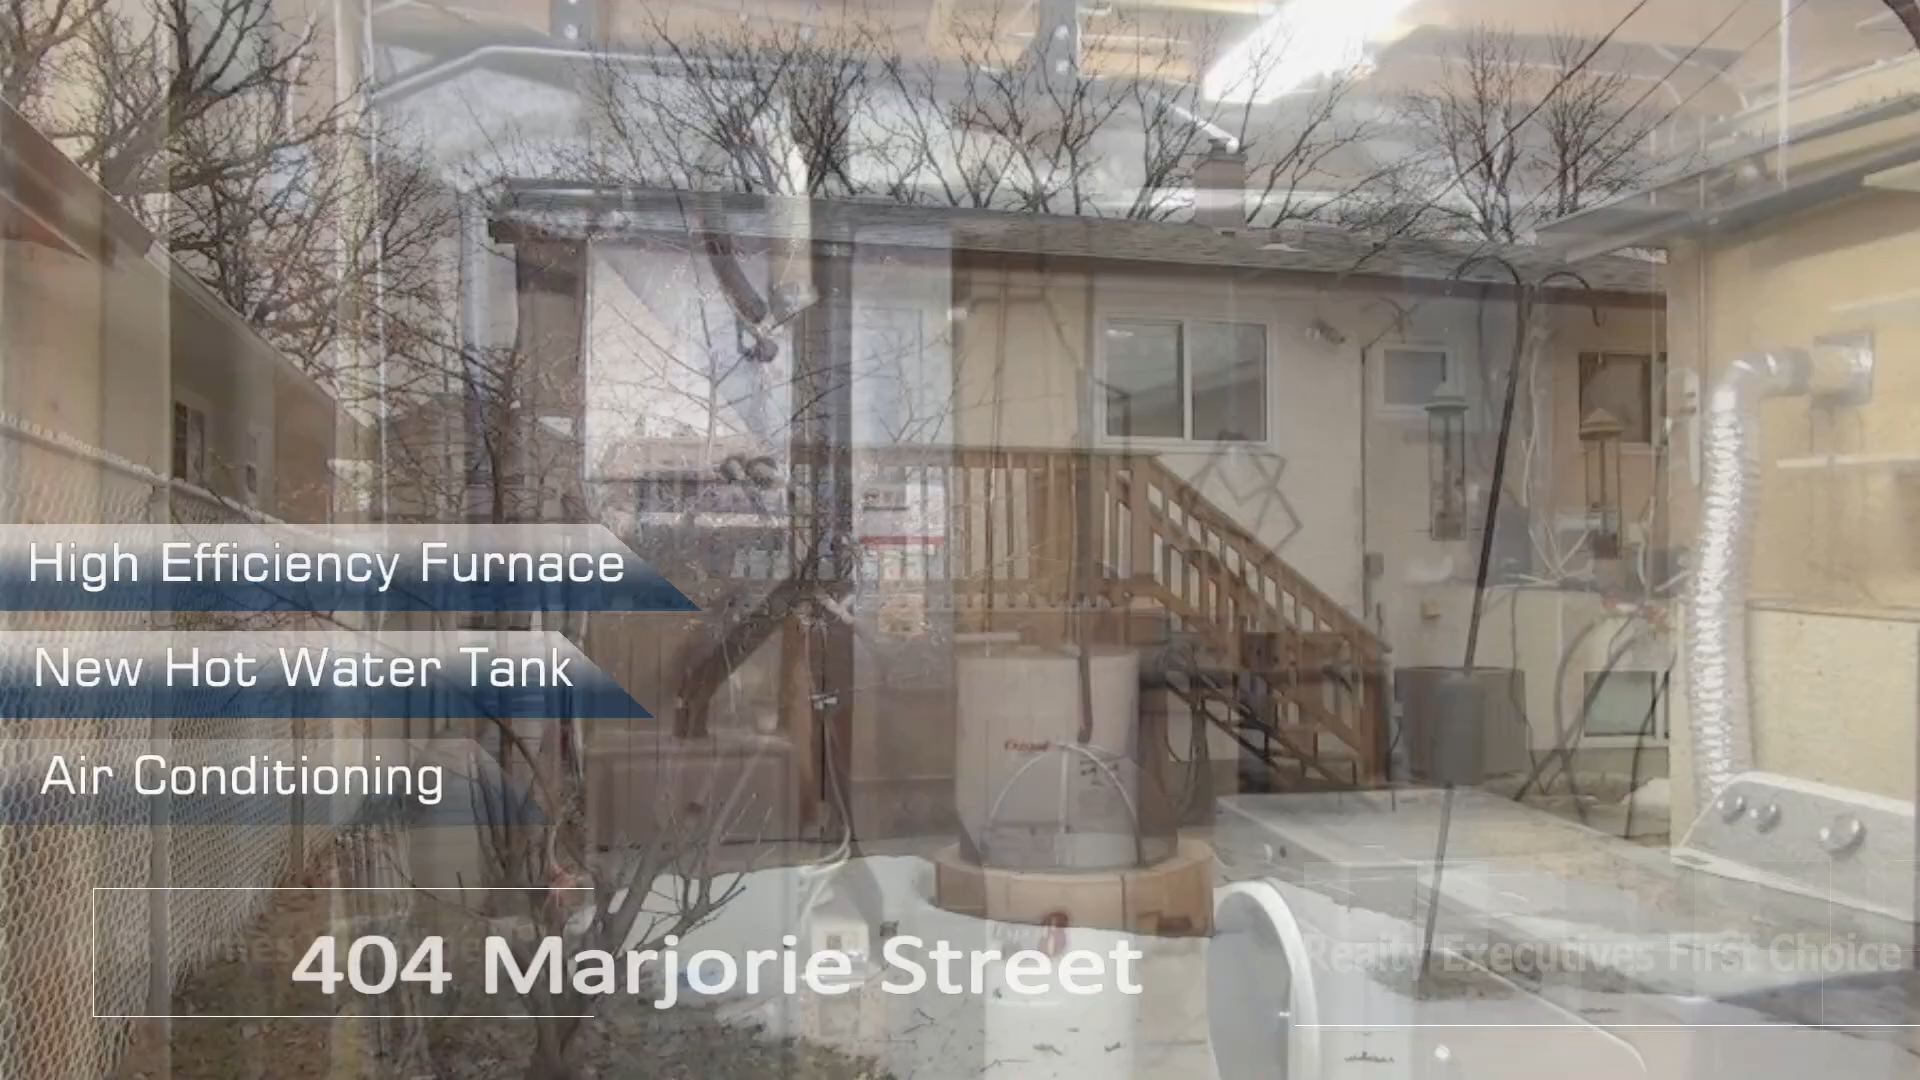 High Efficiency Furnace
New Hot Water Tank
Air Conditioning
404 Marjorie Street
Realty Executives First Choice